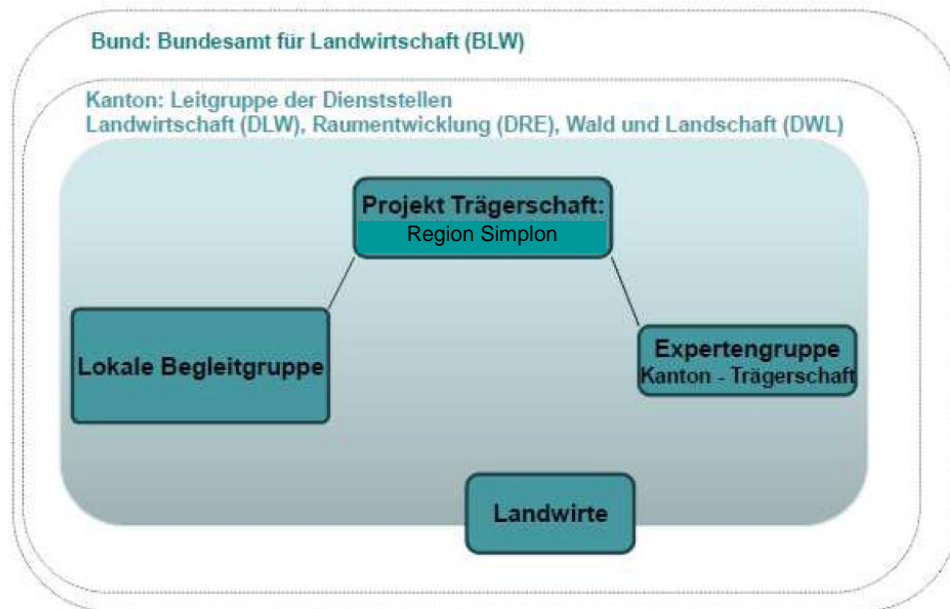 Bund: Bundesamt für Landwirtschaft (BLW)
Kanton: Leitgruppe der Dienststellen
Landwirtschaft (DLW), Raumentwicklung (DRE), Wald und Landschaft (DWL)
Projekt Trägerschaft:
Region Simplon
Lokale Begleitgruppe
Expertengruppe
Kanton - Trägerschaft
Landwirte